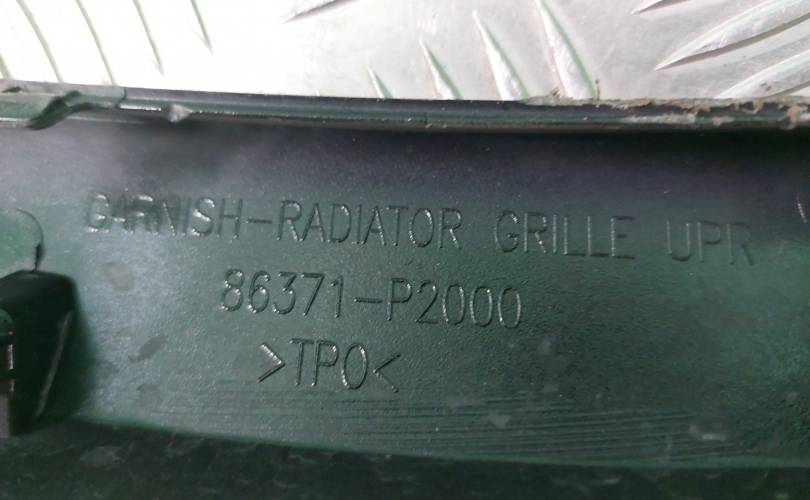 GARNISH-RADIATOR GRILLE UPR
86371-P2000
>TPO<